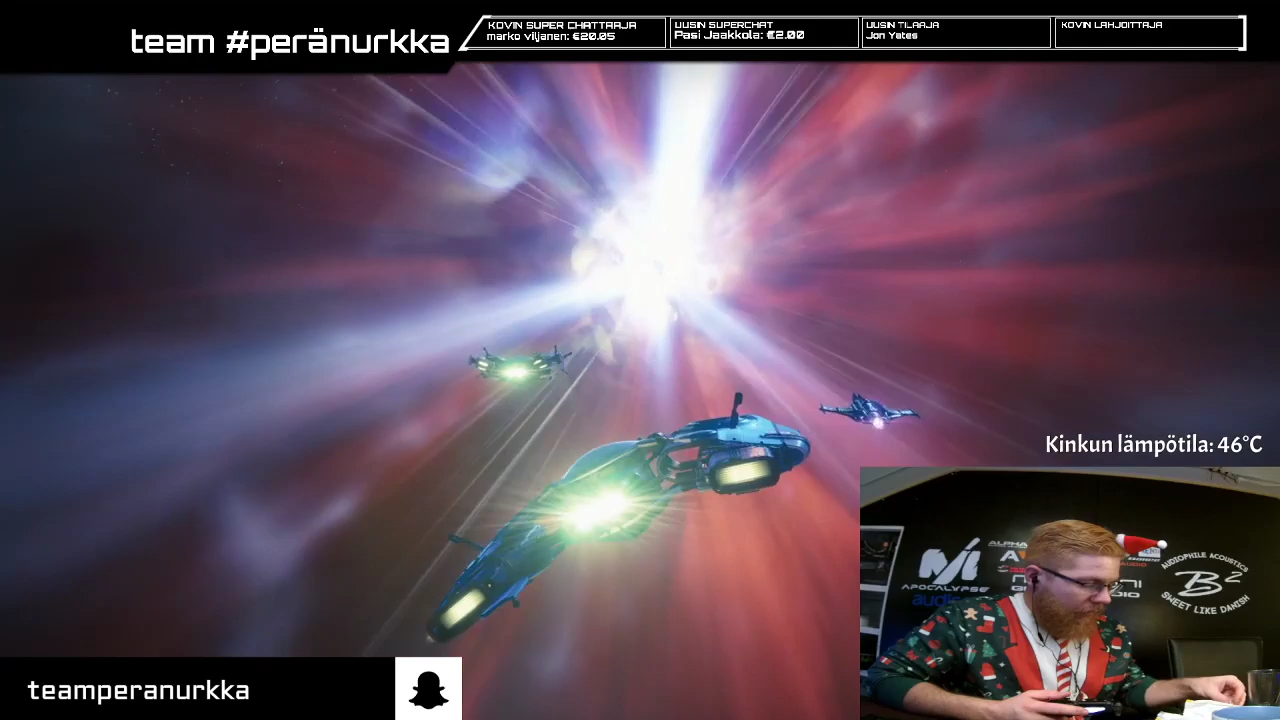 team #peränurkka
KOVIN SUPER CHATTAAJA
marko viljanen: €20.05
UUSIN SUPERCHAT
Pasi Jaakkola: €2.00
UUSIN TILAAJA
Jon Yates
KOVIN LAHJOITTAJA
Kinkun lämpötila: 46°C
APOCALYPSE
ALPHA
AUDIOPHILE ACOUSTICS
B²
SWEET LIKE DANISH
teamperanurkka